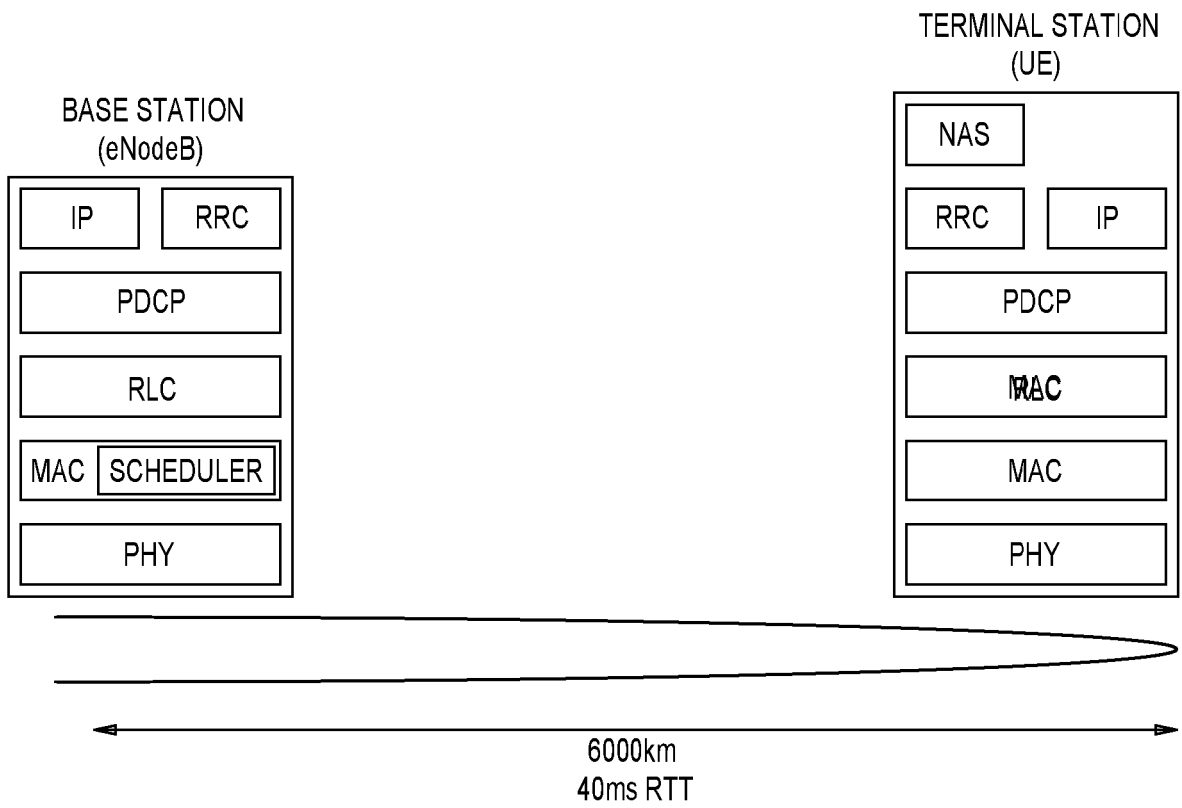 BASE STATION
(eNodeB)
IP RRC
PDCP
RLC
MAC SCHEDULER
PHY
TERMINAL STATION
(UE)
NAS
RRC IP
PDCP
MAC
PHY
6000km
40ms RTT